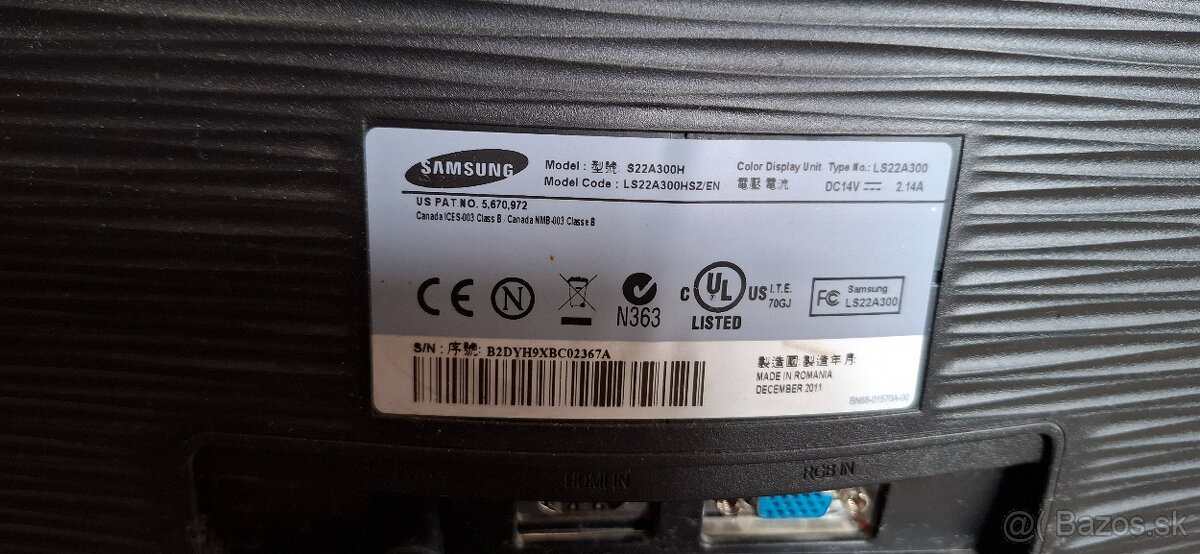 SAMSUNG
Model : 型號: S22A300H
Model Code : LS22A300HSZ/EN
Color Display Unit Type No.: LS22A300
電壓 電流 DC14V 2.14A
US PAT NO. 5,670,972
Canada ICES-003 Class B / Canada NMB-003 Classe B
CE N N363
c UL US LISTED
I.T.E.
70GJ
FC Samsung
LS22A300
S/N : 序號: B2DYH9XBC02367A
製造國 製造年月:
MADE IN ROMANIA
DECEMBER 2011
BN68-01570A-00
HDMI IN
RGB IN
@( Bazos.sk